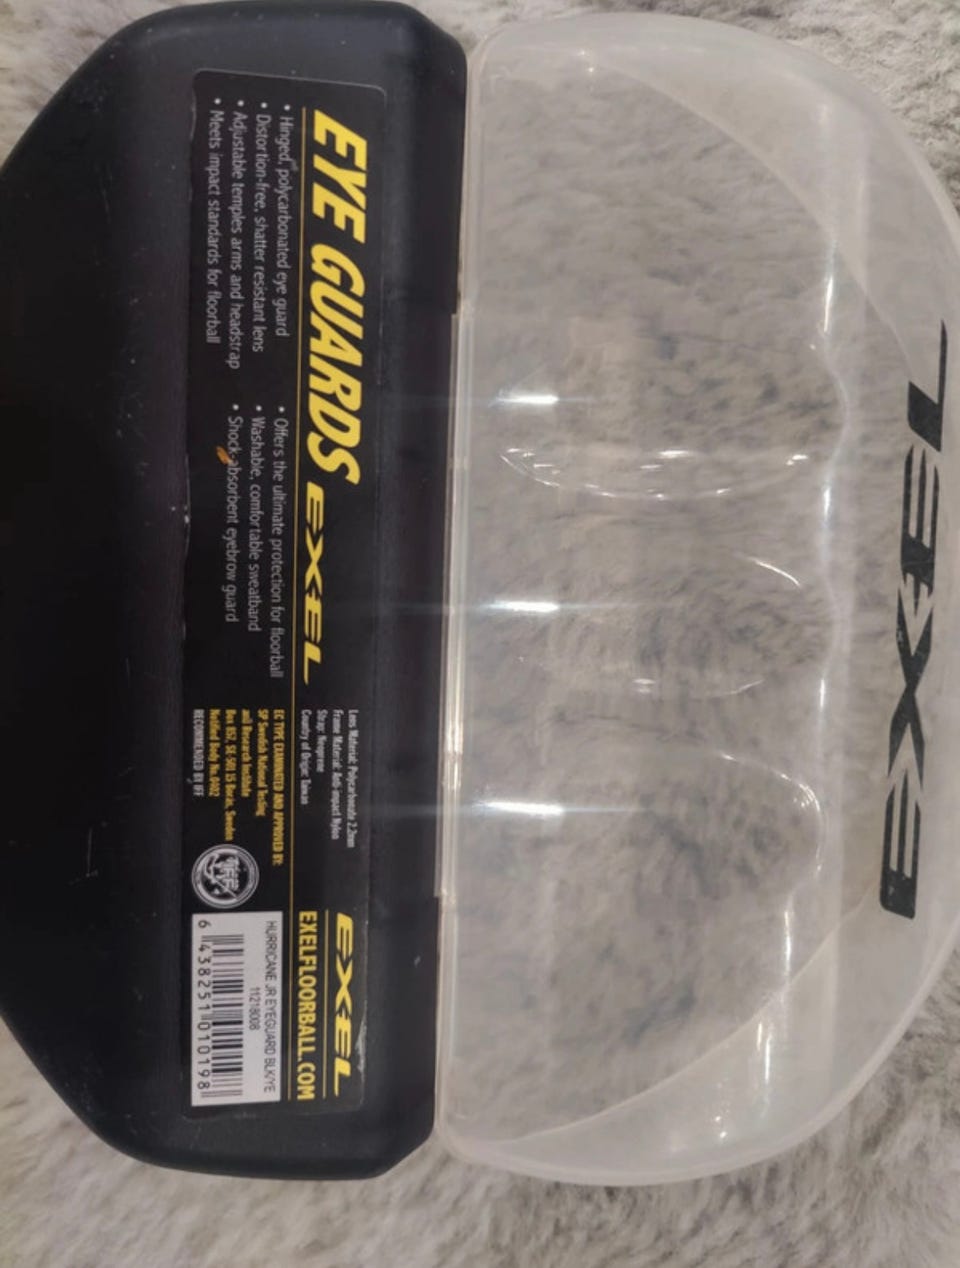 EYE GUARDS EXEL
• Hinged, polycarbonated eye guard
• Distortion-free, shatter resistant lens
• Adjustable temples arms and headstrap
• Meets impact standards for floorball
• Offers the ultimate protection for floorball
• Washable, comfortable sweatband
• Shock-absorbent eyebrow guard
Lens Material: Polycarbonate 2.2mm
Frame Material: Anti-impact Nylon
Strap: Neoprene
Country of Origin: Taiwan
EC TYPE EXAMINATED AND APPROVED BY:
SP Swedish National Testing
and Research Institute
Box 857, SE-501 15 Borås, Sweden
Notified Body No. 0402
RECOMMENDED BY IFF
IFF
EXEL
EXELFLOORBALL.COM
HURRICANE JR EYEGUARD BLK/YE
11218008
6 438251 010198
EXEL